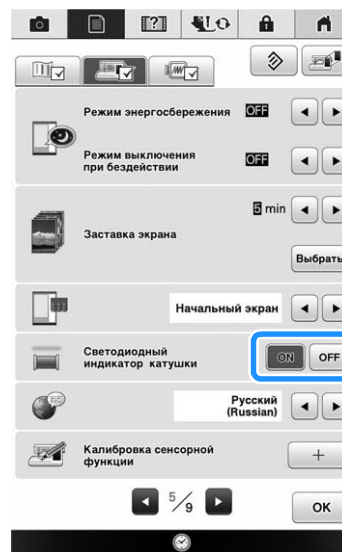 Режим энергосбережения OFF
Режим выключения
при бездействии OFF
5 min
Заставка экрана
Выбрать
Начальный экран
Светодиодный
индикатор катушки ON OFF
Русский
(Russian)
Калибровка сенсорной
функции +
5/9
OK